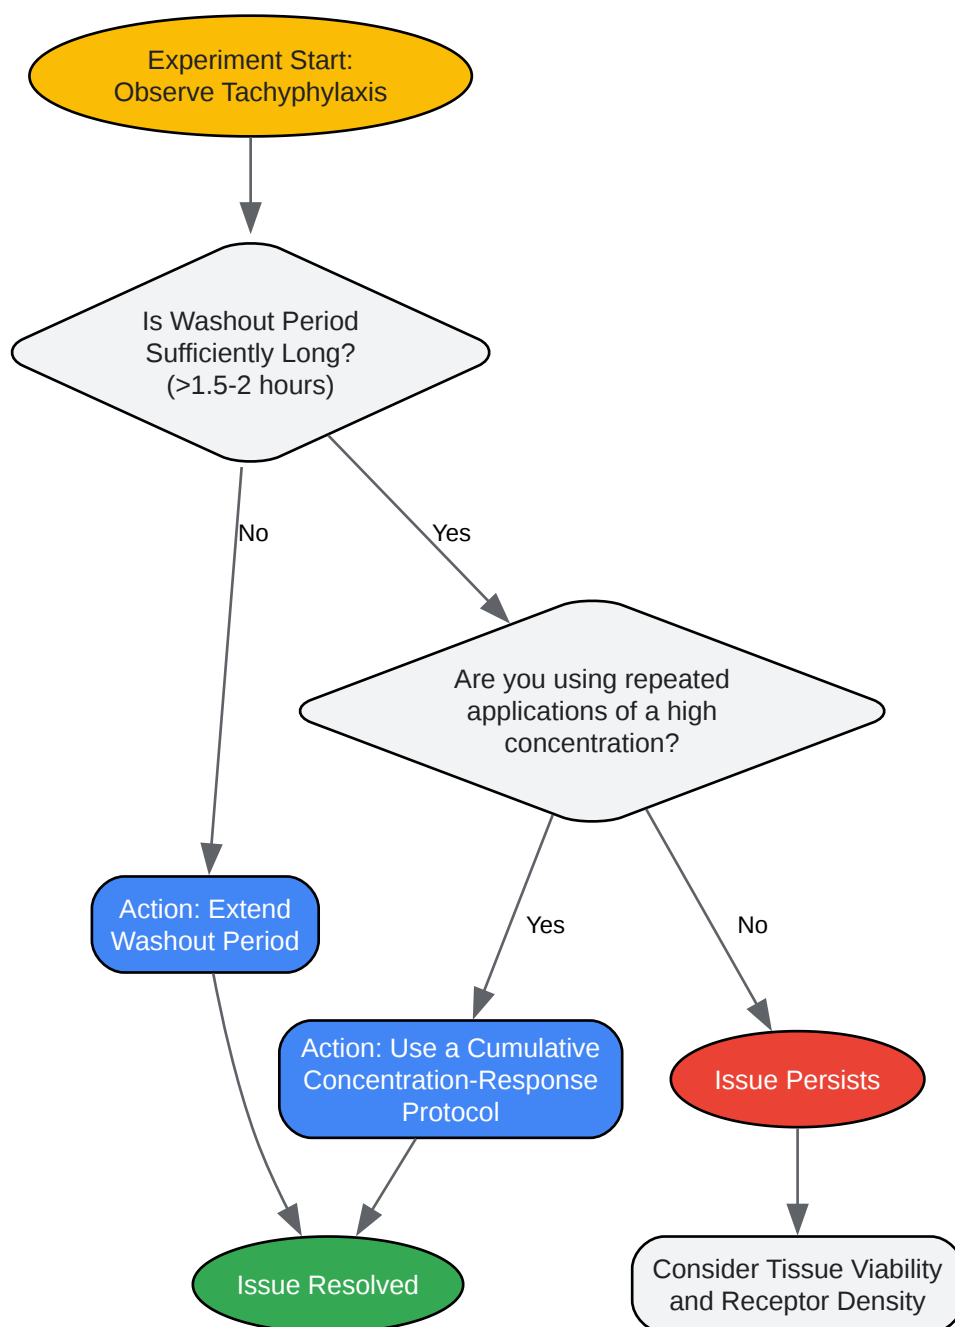 Experiment Start:
Observe Tachyphylaxis
Is Washout Period
Sufficiently Long?
(>1.5-2 hours)
No
Yes
Are you using repeated
applications of a high
concentration?
Action: Extend
Washout Period
Yes
No
Action: Use a Cumulative
Concentration-Response
Protocol
Issue Persists
Issue Resolved
Consider Tissue Viability
and Receptor Density